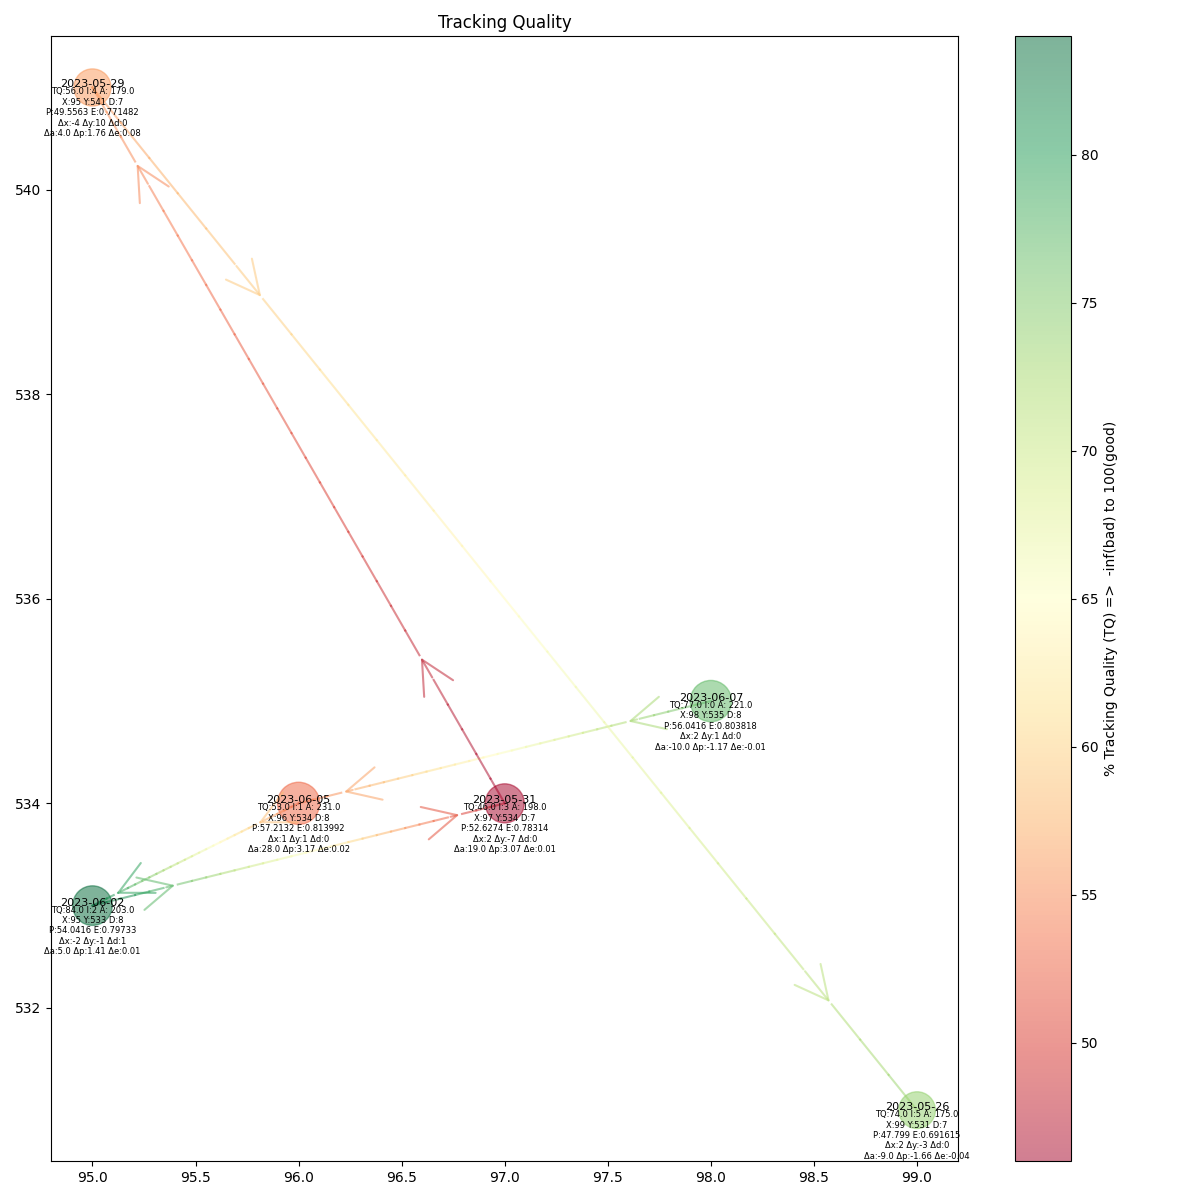 Tracking Quality
2023-05-29
TQ:56.0 I:4 A: 179.0
X:95 Y:541 D:7
P:49.5563 E:0.771482
Δx:-4 Δy:10 Δd:0
Δa:4.0 Δp:1.76 Δe:0.08
2023-06-07
TQ:77.0 I:0 A: 221.0
X:98 Y:535 D:8
P:56.0416 E:0.803818
Δx:2 Δy:1 Δd:0
Δa:-10.0 Δp:-1.17 Δe:-0.01
2023-06-05
TQ:53.0 I:1 A: 231.0
X:96 Y:534 D:8
P:57.2132 E:0.813992
Δx:1 Δy:1 Δd:0
Δa:28.0 Δp:3.17 Δe:0.02
2023-05-31
TQ:46.0 I:3 A: 198.0
X:97 Y:534 D:7
P:52.6274 E:0.78314
Δx:2 Δy:-7 Δd:0
Δa:19.0 Δp:3.07 Δe:0.01
2023-06-02
TQ:84.0 I:2 A: 203.0
X:95 Y:533 D:8
P:54.0416 E:0.79733
Δx:-2 Δy:-1 Δd:1
Δa:5.0 Δp:1.41 Δe:0.01
2023-05-26
TQ:74.0 I:5 A: 175.0
X:99 Y:531 D:7
P:47.799 E:0.691615
Δx:2 Δy:-3 Δd:0
Δa:-9.0 Δp:-1.66 Δe:-0.04
540
538
536
534
532
95.0 95.5 96.0 96.5 97.0 97.5 98.0 98.5 99.0
80
75
70
65
60
55
50
% Tracking Quality (TQ) => -inf(bad) to 100(good)